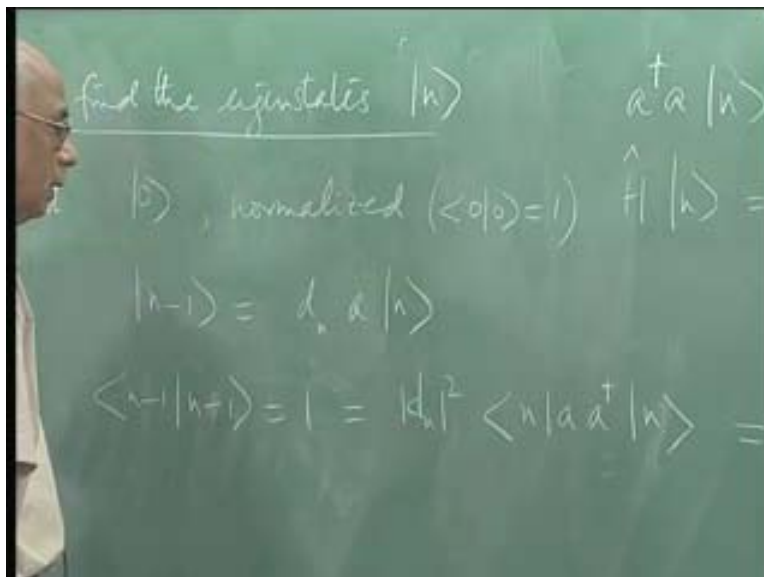 find the eigenstates |n⟩ a†a |n⟩
|0⟩ , normalized (<0|0>=1) Ĥ |n⟩ =
|n-1⟩ = dₙ a |n⟩
<n-1|n-1> = 1 = |dₙ|² <n|a a† |n> =